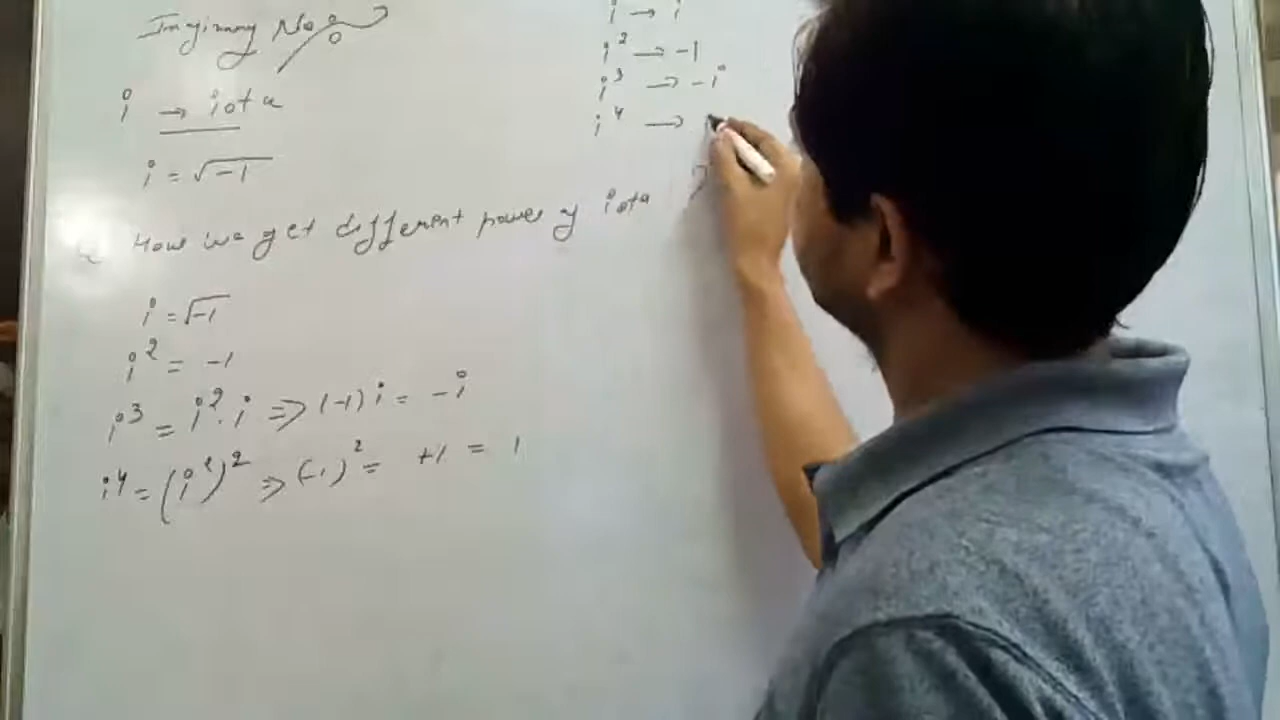 Imginary No
i → iota
i = √-1
How we get different power of iota
i = √-1
i² = -1
i³ = i².i => (-1)i = -i
i⁴ = (i²)² => (-1)² = +1 = 1
i → i
i² → -1
i³ → -i
i⁴ →